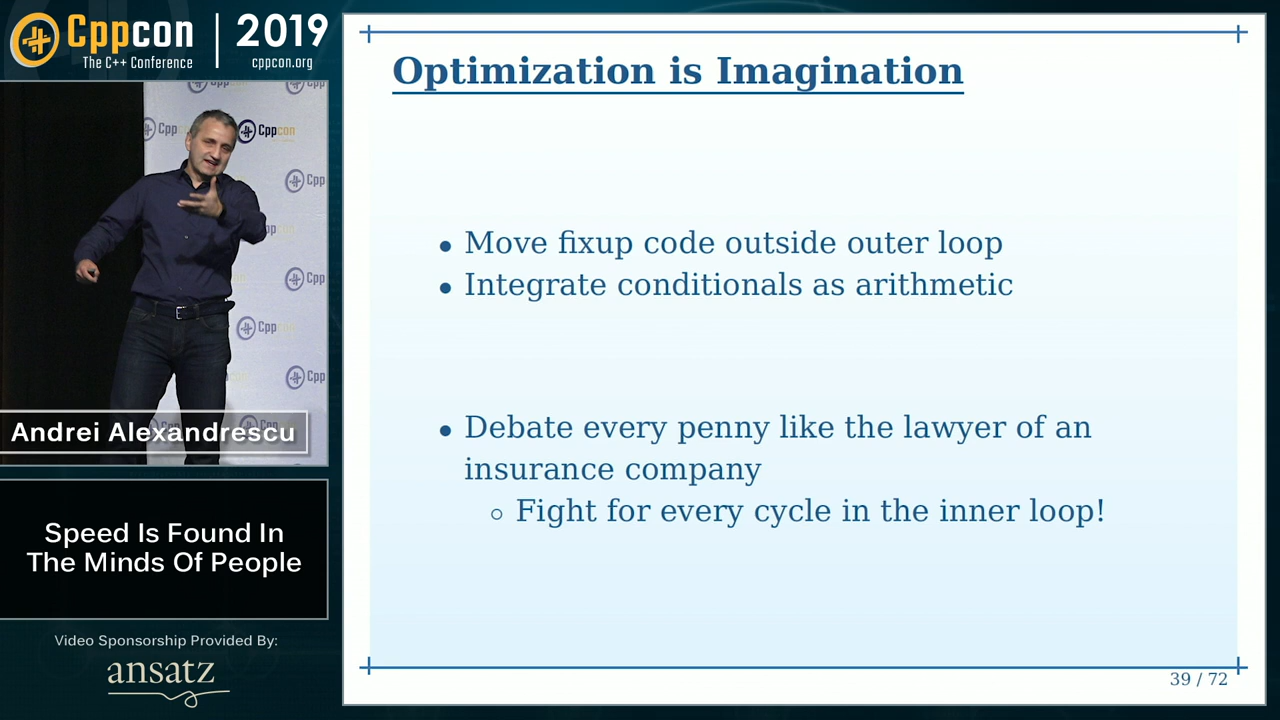 Cppcon
The C++ Conference
2019
cppcon.org
Cppcon
Andrei Alexandrescu
Speed Is Found In
The Minds Of People
Video Sponsorship Provided By:
ansatz
Optimization is Imagination
• Move fixup code outside outer loop
• Integrate conditionals as arithmetic
• Debate every penny like the lawyer of an
insurance company
◦ Fight for every cycle in the inner loop!
39 / 72